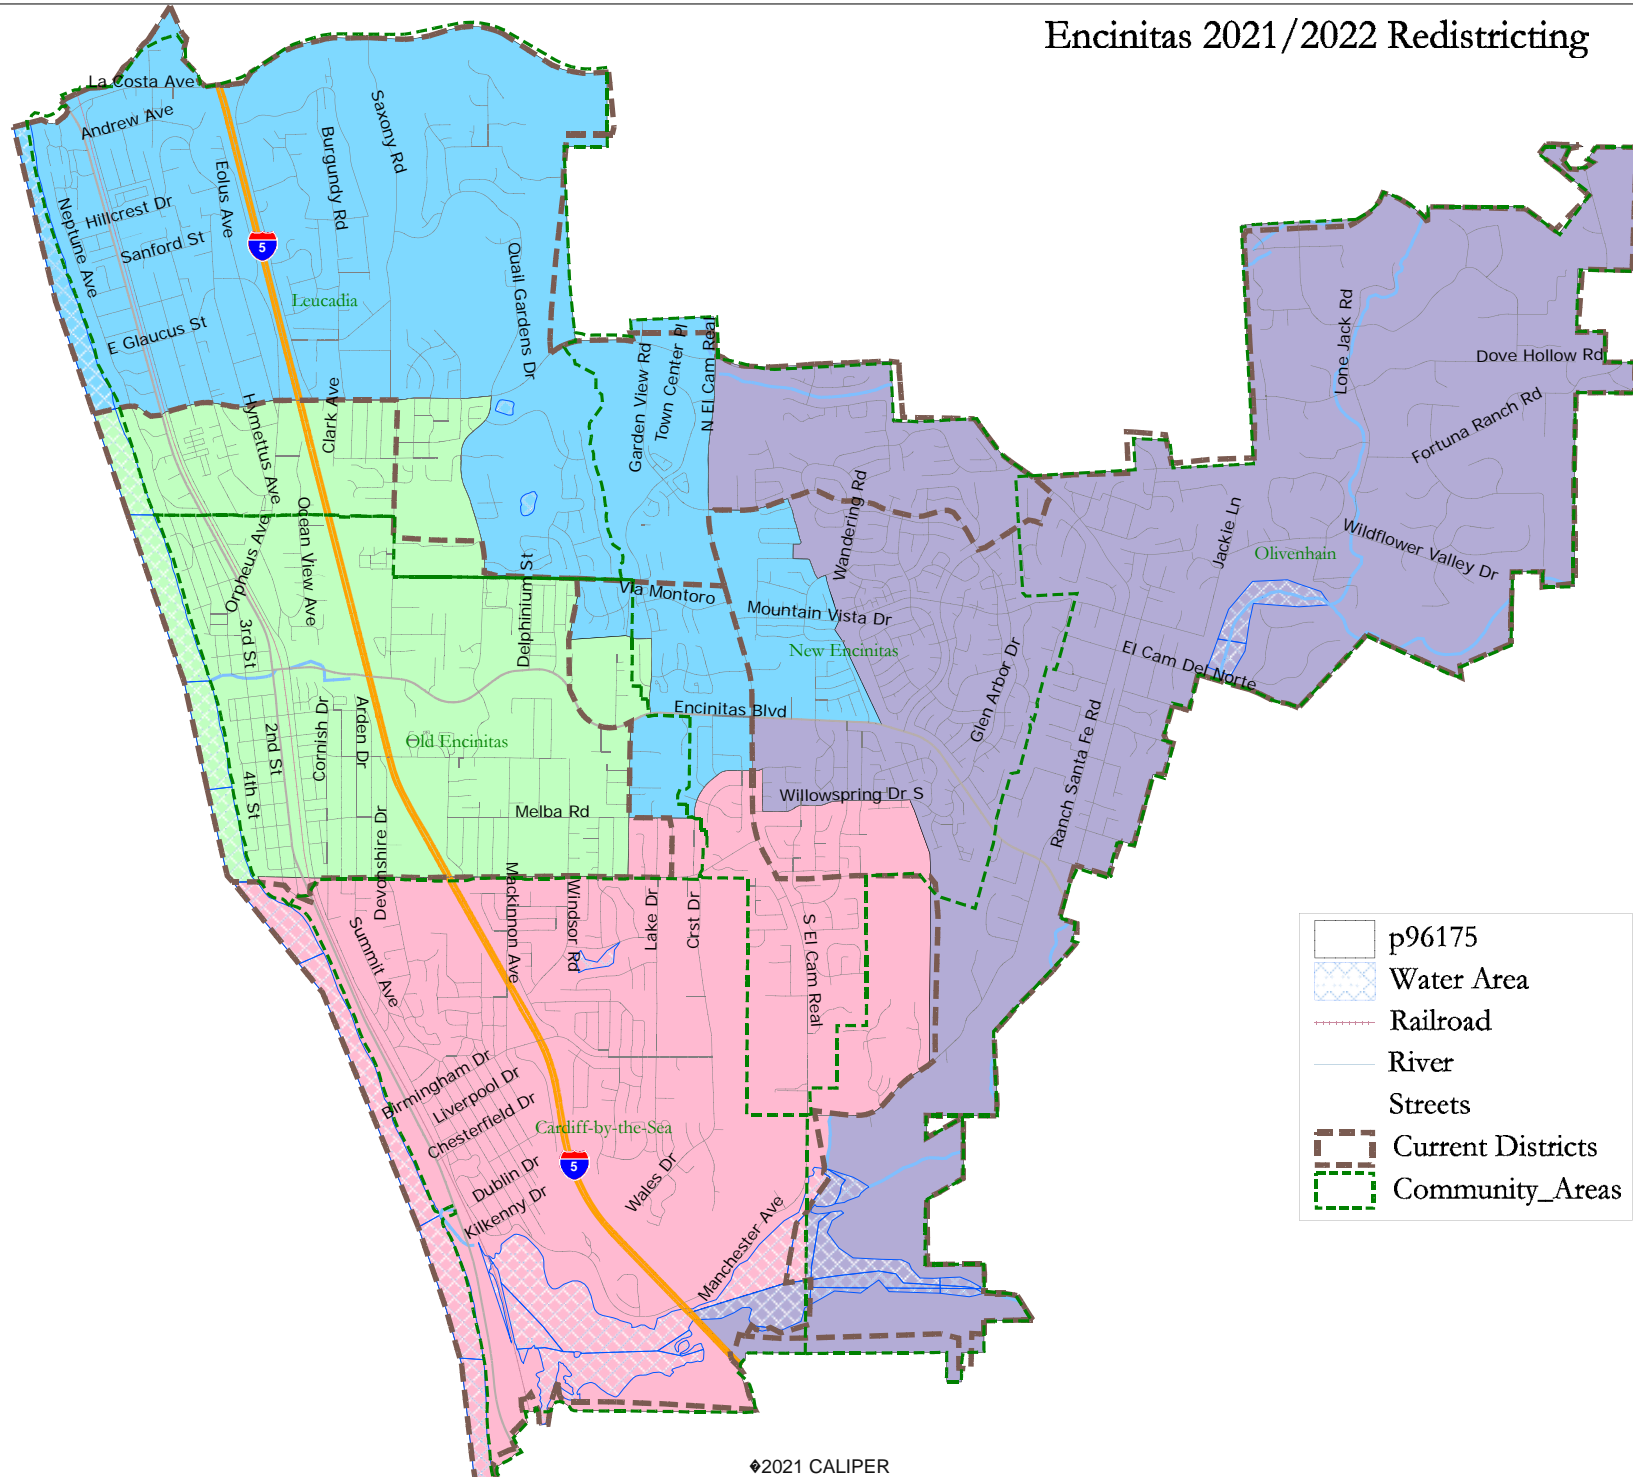 Encinitas 2021/2022 Redistricting
La Costa Ave
Andrew Ave
Saxony Rd
Burgundy Rd
Eolus Ave
5
Neptune Ave
Hillcrest Dr
Sanford St
Quail Gardens Dr
Leucadia
E Glaucus St
Lone Jack Rd
Dove Hollow Rd
Garden View Rd
Town Center Pl
N El Cam Real
Hymettus Ave
Clark Ave
Fortuna Ranch Rd
Wandering Rd
Ocean View Ave
Orpheus Ave
Jackie Ln
Wildflower Valley Dr
Olivenhain
Delphinium St
Via Montoro
Mountain Vista Dr
3rd St
New Encinitas
Glen Arbor Dr
El Cam Del Norte
Encinitas Blvd
2nd St
Cornish Dr
Arden Dr
Old Encinitas
Ranch Santa Fe Rd
4th St
Willowspring Dr S
Melba Rd
Devonshire Dr
Mackinnon Ave
Windsor Rd
Lake Dr
Crst Dr
S El Cam Real
Summit Ave
p96175
Water Area
Railroad
River
Streets
Current Districts
Community_Areas
Birmingham Dr
Liverpool Dr
Chesterfield Dr
Cardiff-by-the-Sea
5
Dublin Dr
Kilkenny Dr
Wales Dr
Manchester Ave
�2021 CALIPER